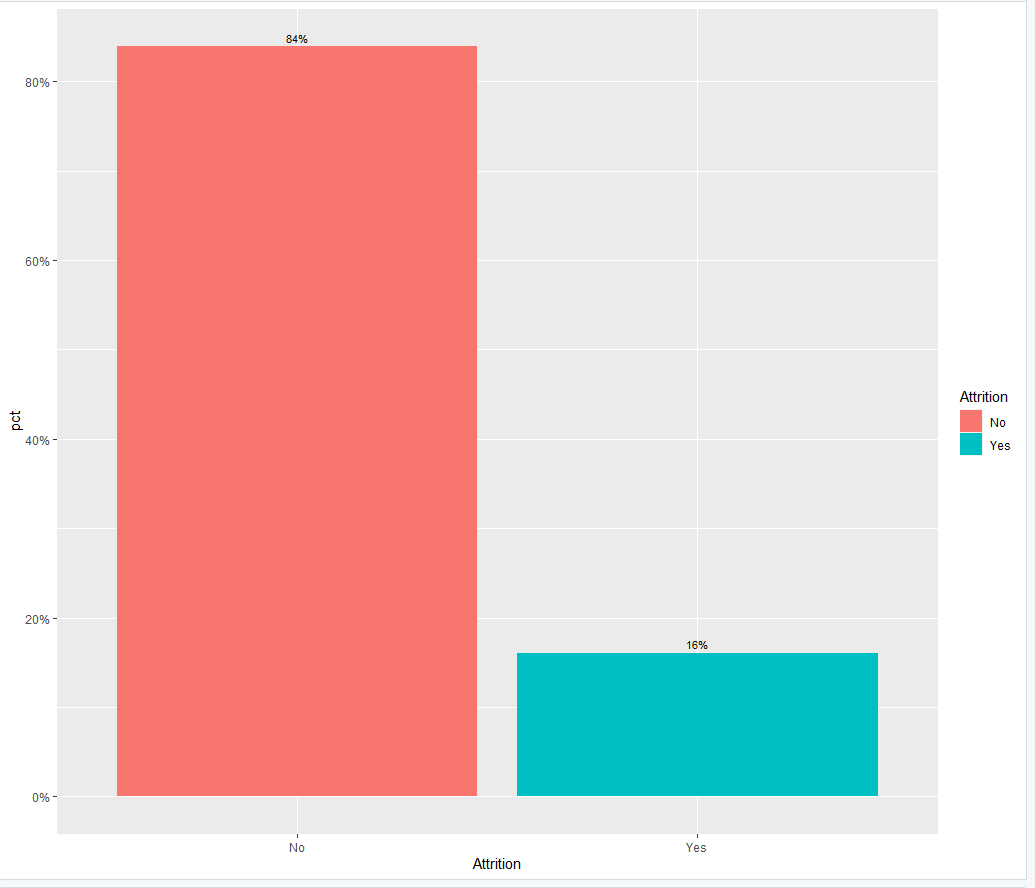 84%
80%
60%
pct
40%
20%
16%
0%
No
Yes
Attrition
Attrition
No
Yes